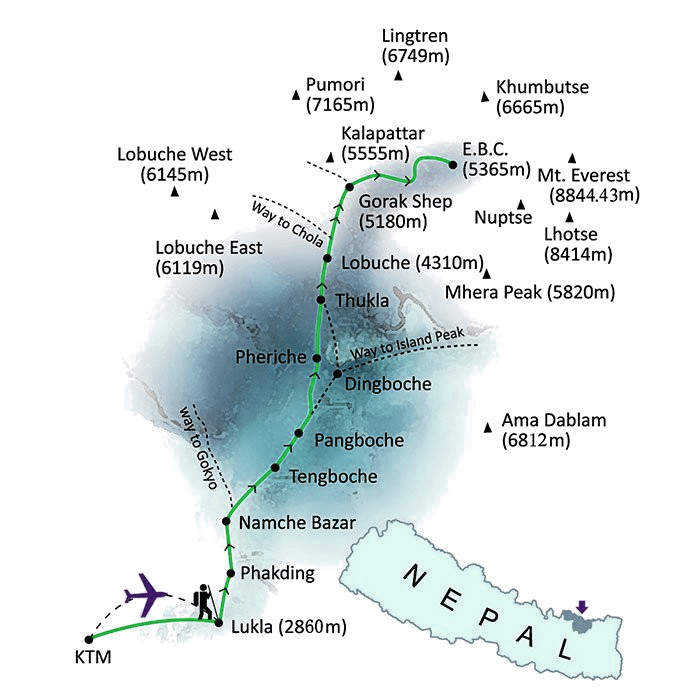 Lingtren
(6749m)
Pumori
(7165m)
Khumbutse
(6665m)
Kalapattar
(5555m)
E.B.C.
(5365m)
Lobuche West
(6145m)
Mt. Everest
(8844.43m)
Gorak Shep
(5180m)
Nuptse
Way to Chola
Lhotse
(8414m)
Lobuche East
(6119m)
Lobuche (4310m)
Mhera Peak (5820m)
Thukla
Way to Island Peak
Pheriche
Dingboche
way to Gokyo
Ama Dablam
(6812m)
Pangboche
Tengboche
Namche Bazar
Phakding
NEPAL
Lukla (2860m)
KTM